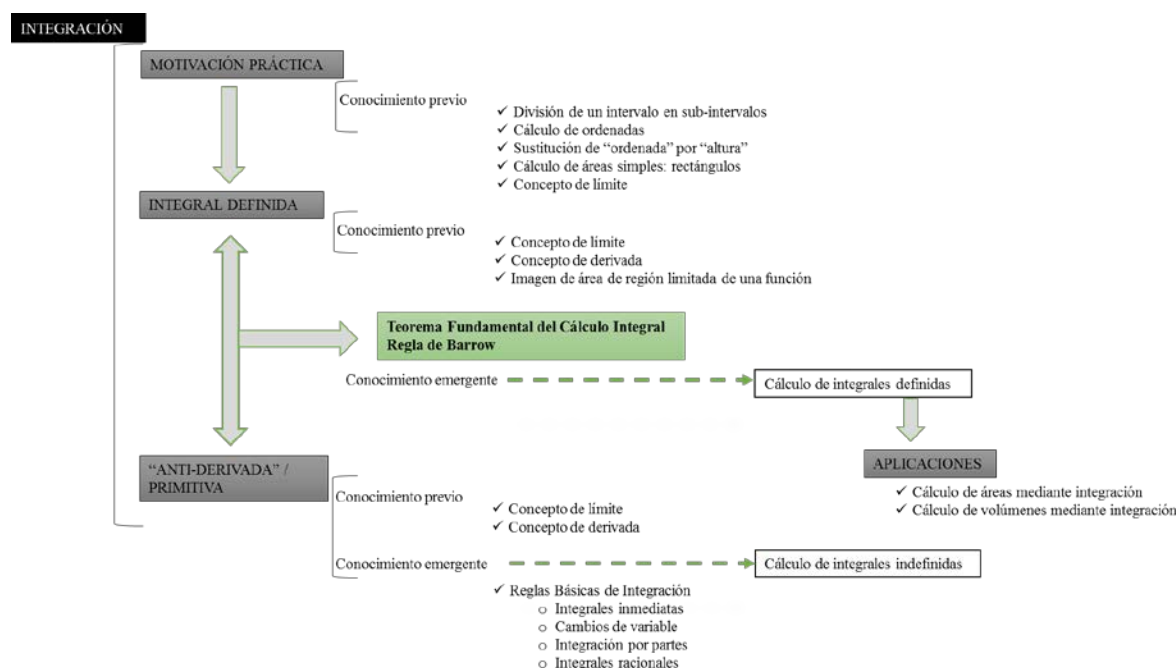 INTEGRACIÓN
MOTIVACIÓN PRÁCTICA
Conocimiento previo
✓ División de un intervalo en sub-intervalos
✓ Cálculo de ordenadas
✓ Sustitución de “ordenada” por “altura”
✓ Cálculo de áreas simples: rectángulos
✓ Concepto de límite
INTEGRAL DEFINIDA
Conocimiento previo
✓ Concepto de límite
✓ Concepto de derivada
✓ Imagen de área de región limitada de una función
Teorema Fundamental del Cálculo Integral
Regla de Barrow
Conocimiento emergente
Cálculo de integrales definidas
“ANTI-DERIVADA” /
PRIMITIVA
APLICACIONES
✓ Cálculo de áreas mediante integración
✓ Cálculo de volúmenes mediante integración
Conocimiento previo
✓ Concepto de límite
✓ Concepto de derivada
Conocimiento emergente
Cálculo de integrales indefinidas
✓ Reglas Básicas de Integración
o Integrales inmediatas
o Cambios de variable
o Integración por partes
o Integrales racionales